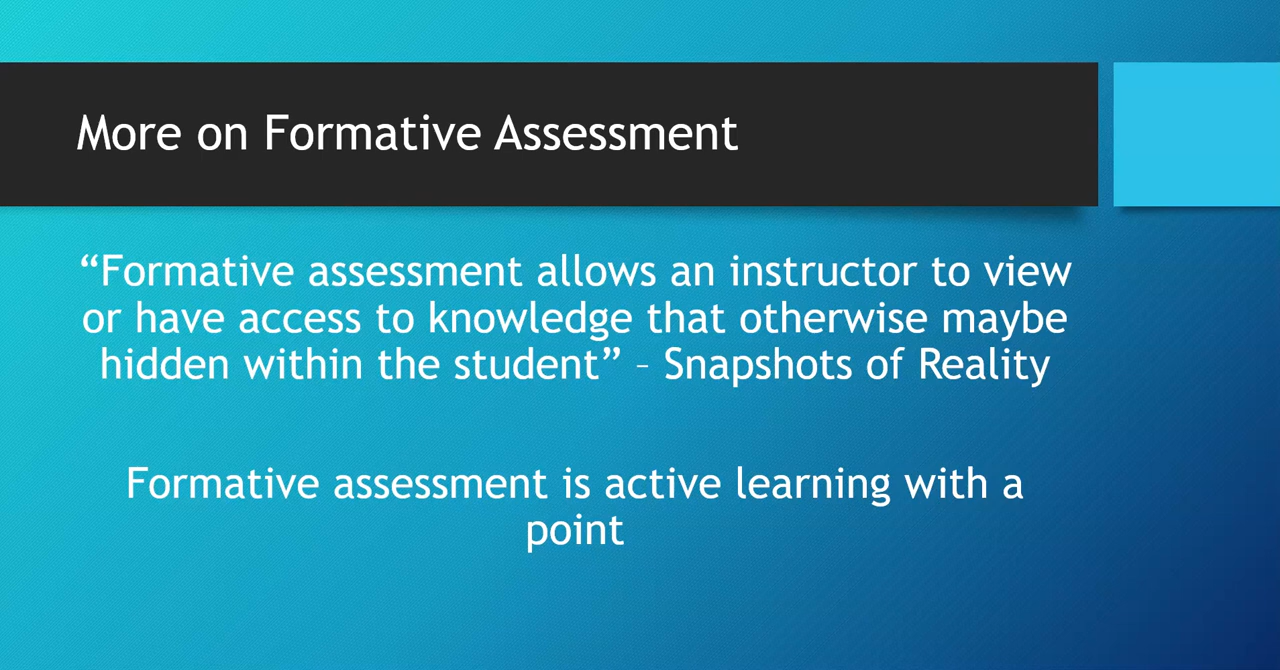 More on Formative Assessment
“Formative assessment allows an instructor to view
or have access to knowledge that otherwise maybe
hidden within the student” – Snapshots of Reality
Formative assessment is active learning with a
point